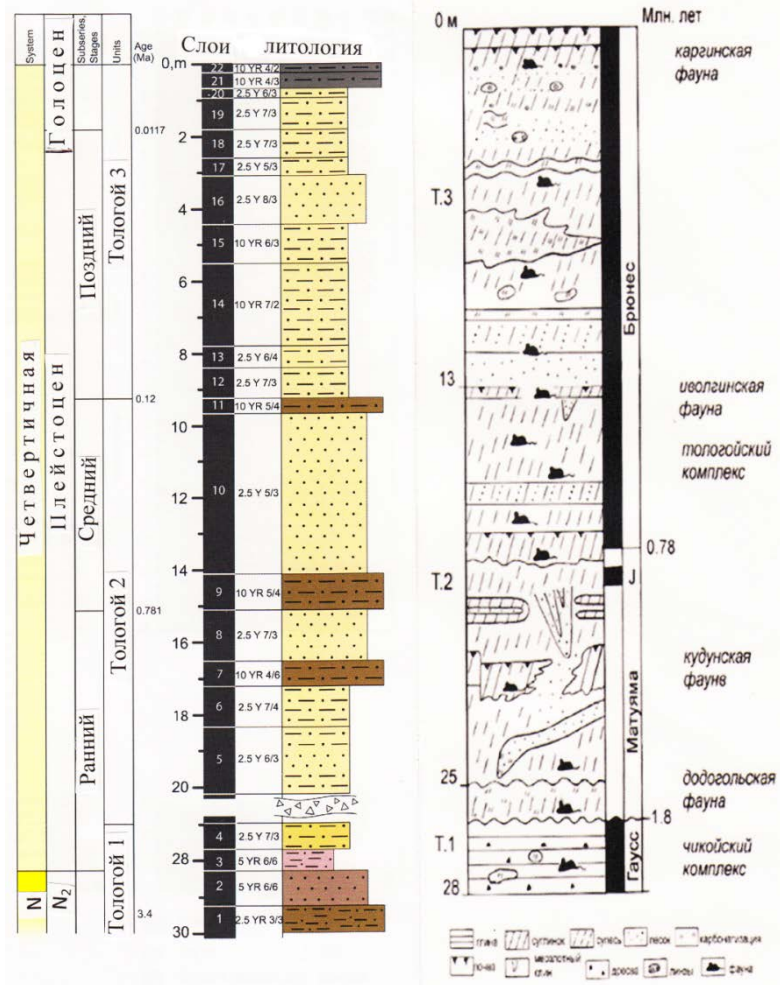 System
Subseries, Stages
Units
Age (Ma)
Слои
литология
Четвертичная
Голоцен
Плейстоцен
Поздний
Средний
Ранний
Тологой 3
Тологой 2
Тологой 1
N
N2
0.0117
0.12
0.781
3.4
0,m
2
4
6
8
10
12
14
16
18
20
28
30
22 10 YR 4/2
21 10 YR 4/3
20 2.5 Y 6/3
19 2.5 Y 7/3
18 2.5 Y 7/3
17 2.5 Y 5/3
16 2.5 Y 8/3
15 10 YR 6/3
14 10 YR 7/2
13 2.5 Y 6/4
12 2.5 Y 7/3
11 10 YR 5/4
10 2.5 Y 5/3
9 10 YR 5/4
8 2.5 Y 7/3
7 10 YR 4/6
6 2.5 Y 7/4
5 2.5 Y 6/3
4 2.5 Y 7/3
3 5 YR 6/6
2 5 YR 6/6
1 2.5 YR 3/3
0 м
Млн. лет
каргинская
фауна
Т.3
Брюнес
13
иволгинская
фауна
тологойский
комплекс
0.78
J
Т.2
кудунская
фаунв
Матуяма
25
додогольская
фауна
1.8
Т.1
Гаусс
чикойский
комплекс
28
глина
суглинок
супесь
песок
карбонатизация
почва
мерзлотный
клин
дресва
линзы
фауна